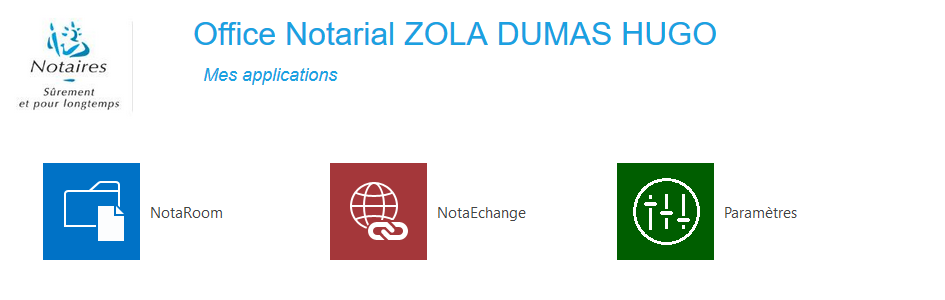 Office Notarial ZOLA DUMAS HUGO
Mes applications
Notaires
Sûrement
et pour longtemps
NotaRoom
NotaEchange
Paramètres